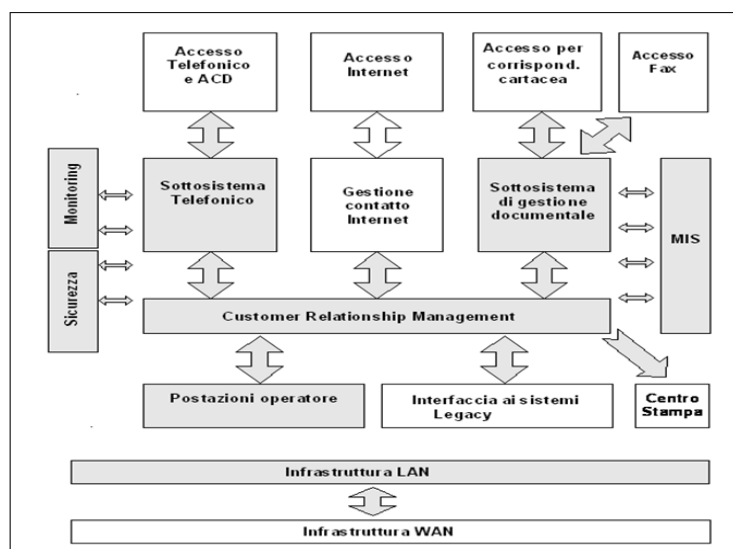 Accesso
Telefonico
e ACD
Accesso
Internet
Accesso per
corrispond.
cartacea
Accesso
Fax
Monitoring
Sottosistema
Telefonico
Gestione
contatto
Internet
Sottosistema
di gestione
documentale
MIS
Sicurezza
Customer Relationship Management
Postazioni operatore
Interfaccia ai sistemi
Legacy
Centro
Stampa
Infrastruttura LAN
Infrastruttura WAN